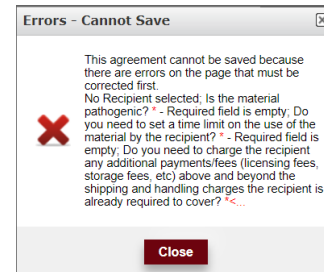 Errors - Cannot Save
This agreement cannot be saved because
there are errors on the page that must be
corrected first.
No Recipient selected; Is the material
pathogenic? * - Required field is empty; Do
you need to set a time limit on the use of the
material by the recipient? * - Required field is
empty; Do you need to charge the recipient
any additional payments/fees (licensing fees,
storage fees, etc) above and beyond the
shipping and handling charges the recipient is
already required to cover? *<...
Close